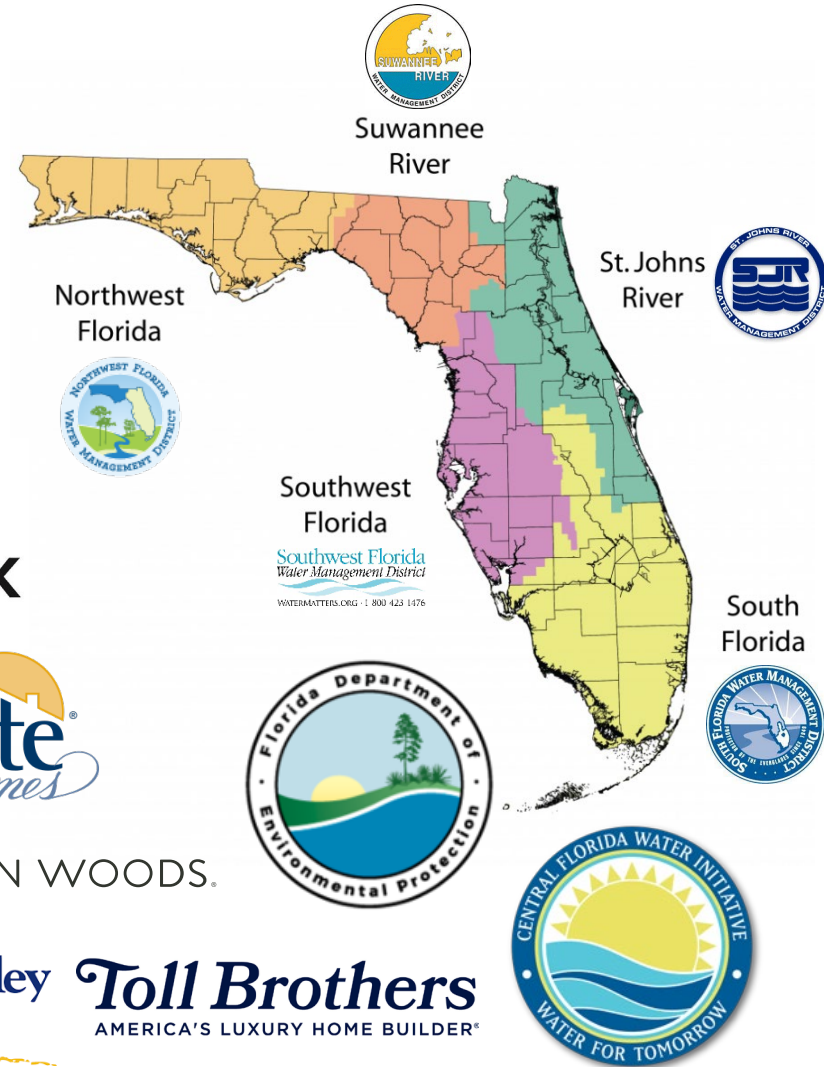 SUWANNEE
RIVER
WATER MANAGEMENT DISTRICT
Suwannee
River
St. Johns
River
ST. JOHNS RIVER
SJR
WATER MANAGEMENT DISTRICT
Northwest
Florida
NORTHWEST FLORIDA
WATER MANAGEMENT DISTRICT
Southwest
Florida
Southwest Florida
Water Management District
WATERMATTERS.ORG · 1 800 423 1476
South
Florida
SOUTH FLORIDA WATER MANAGEMENT DISTRICT
Florida Department of
Environmental Protection
K
te®
mes
N WOODS®
ley
Toll Brothers
AMERICA'S LUXURY HOME BUILDER®
CENTRAL FLORIDA WATER INITIATIVE
WATER FOR TOMORROW